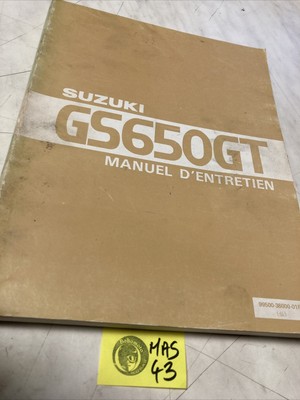 SUZUKI
GS650GT
MANUEL D'ENTRETIEN
MAS
43